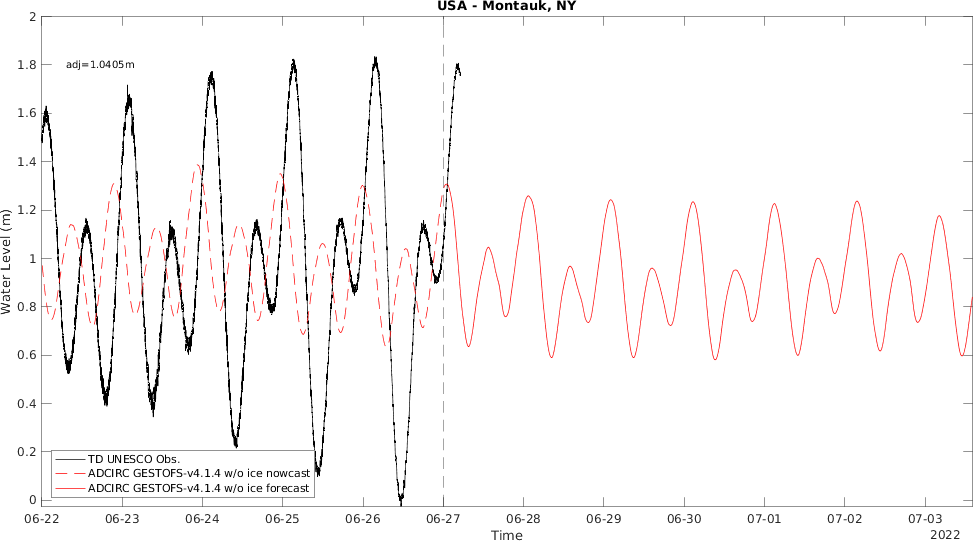 USA - Montauk, NY
2
1.8
1.6
1.4
1.2
1
0.8
0.6
0.4
0.2
0
Water Level (m)
adj=1.0405m
TD UNESCO Obs.
ADCIRC GESTOFS-v4.1.4 w/o ice nowcast
ADCIRC GESTOFS-v4.1.4 w/o ice forecast
06-22 06-23 06-24 06-25 06-26 06-27 06-28 06-29 06-30 07-01 07-02 07-03
Time
2022